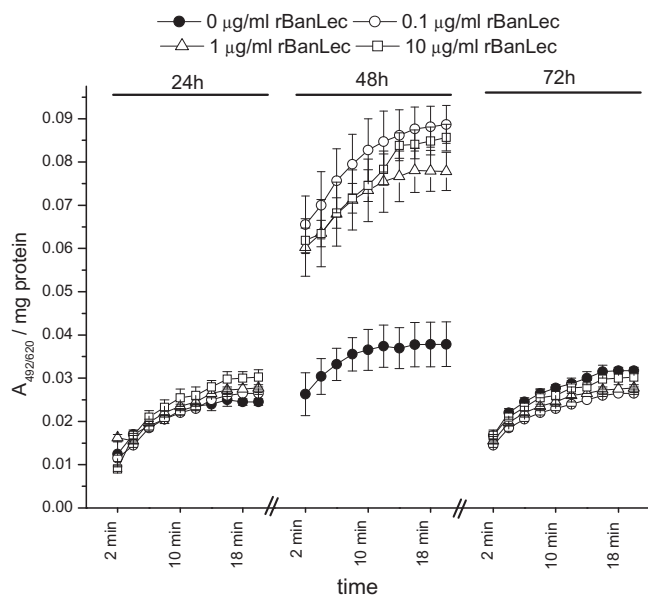 0 µg/ml rBanLec 0.1 µg/ml rBanLec
1 µg/ml rBanLec 10 µg/ml rBanLec
24h 48h 72h
0.09
0.08
0.07
0.06
0.05
0.04
0.03
0.02
0.01
0.00
A492/620 / mg protein
2 min 10 min 18 min 2 min 10 min 18 min 2 min 10 min 18 min
time